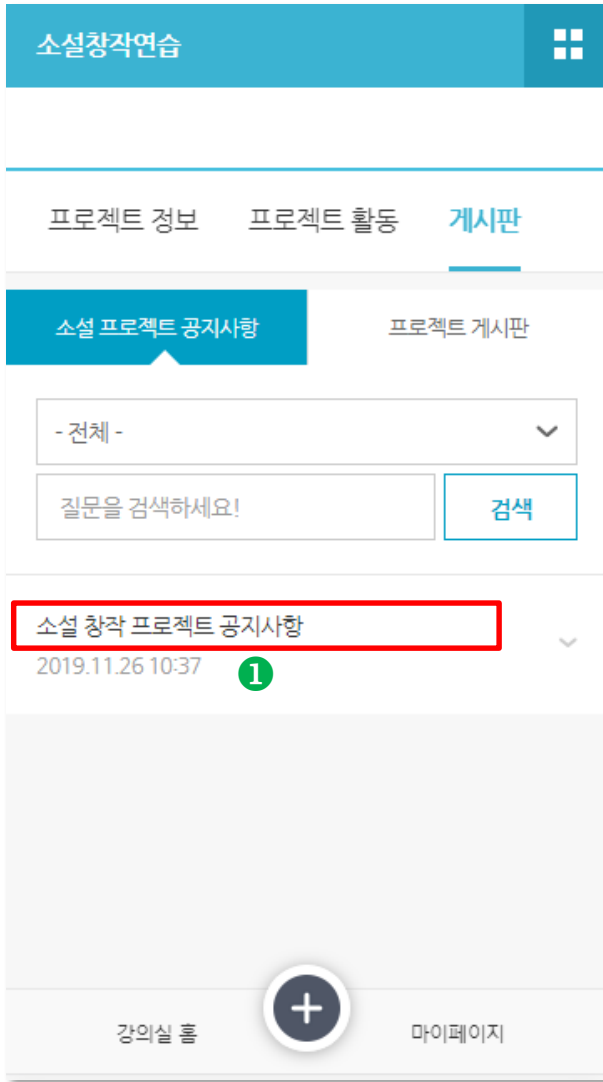 소설창작연습
프로젝트 정보 프로젝트 활동 게시판
소설 프로젝트 공지사항 프로젝트 게시판
- 전체 -
질문을 검색하세요! 검색
소설 창작 프로젝트 공지사항
2019.11.26 10:37
1
강의실 홈 마이페이지